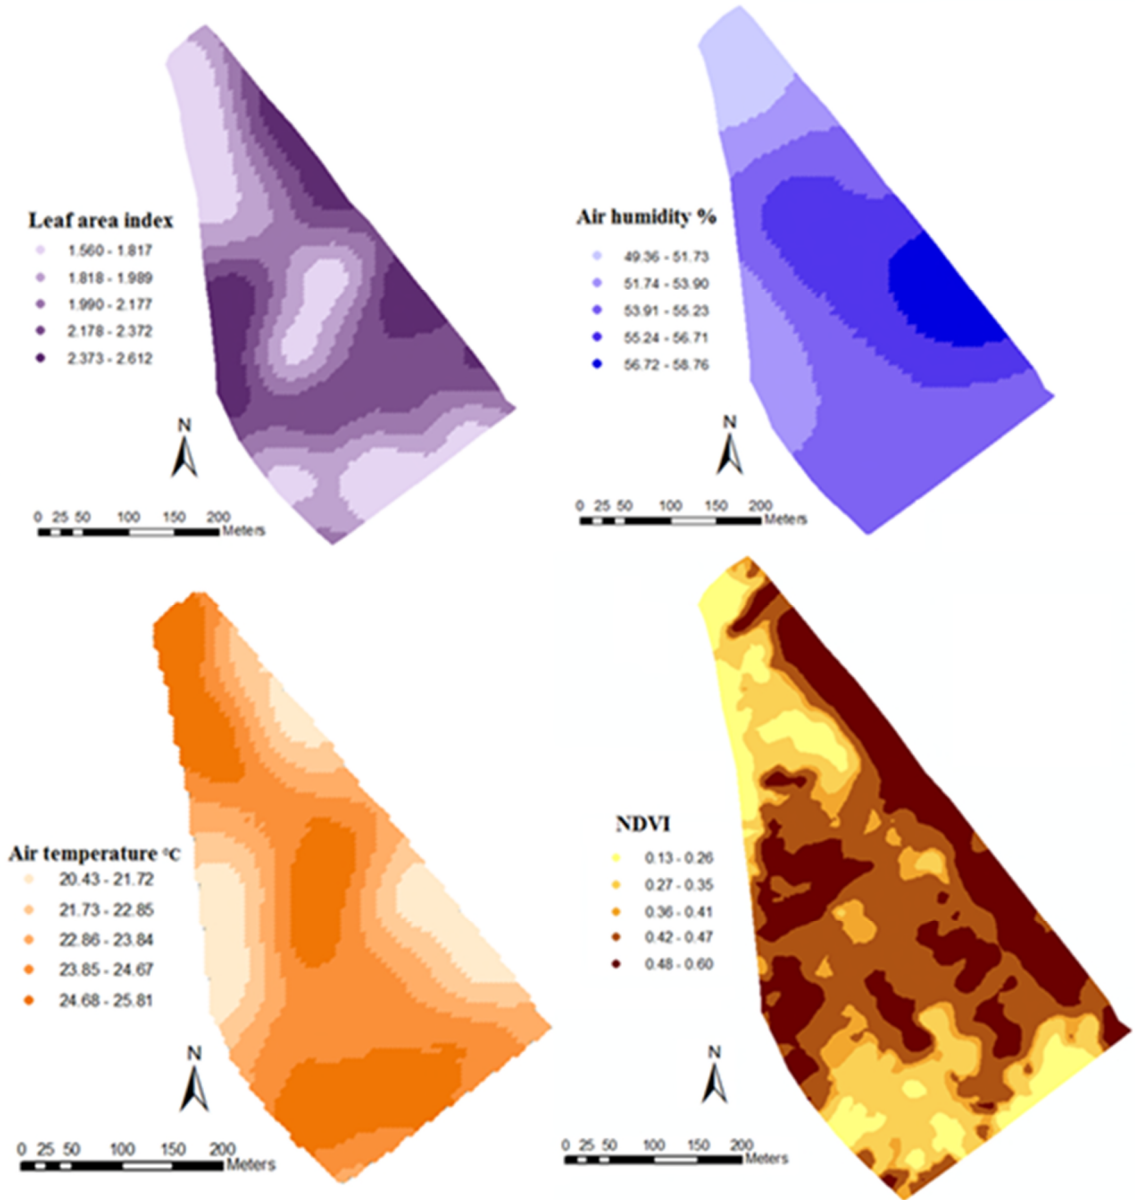 Leaf area index
1.560 - 1.817
1.818 - 1.989
1.990 - 2.177
2.178 - 2.372
2.373 - 2.612
N
0 25 50 100 150 200
Meters
Air humidity %
49.36 - 51.73
51.74 - 53.90
53.91 - 55.23
55.24 - 56.71
56.72 - 58.76
N
0 25 50 100 150 200
Meters
Air temperature °C
20.43 - 21.72
21.73 - 22.85
22.86 - 23.84
23.85 - 24.67
24.68 - 25.81
N
0 25 50 100 150 200
Meters
NDVI
0.13 - 0.26
0.27 - 0.35
0.36 - 0.41
0.42 - 0.47
0.48 - 0.60
N
0 25 50 100 150 200
Meters